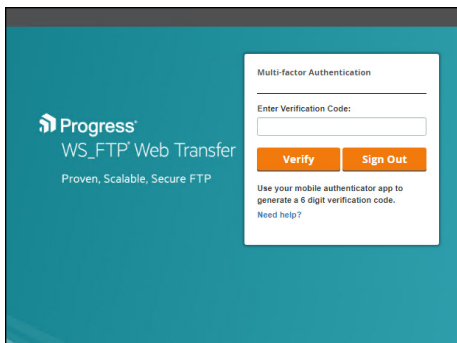 Progress®
WS_FTP® Web Transfer
Proven, Scalable, Secure FTP
Multi-factor Authentication
Enter Verification Code:
Verify
Sign Out
Use your mobile authenticator app to
generate a 6 digit verification code.
Need help?